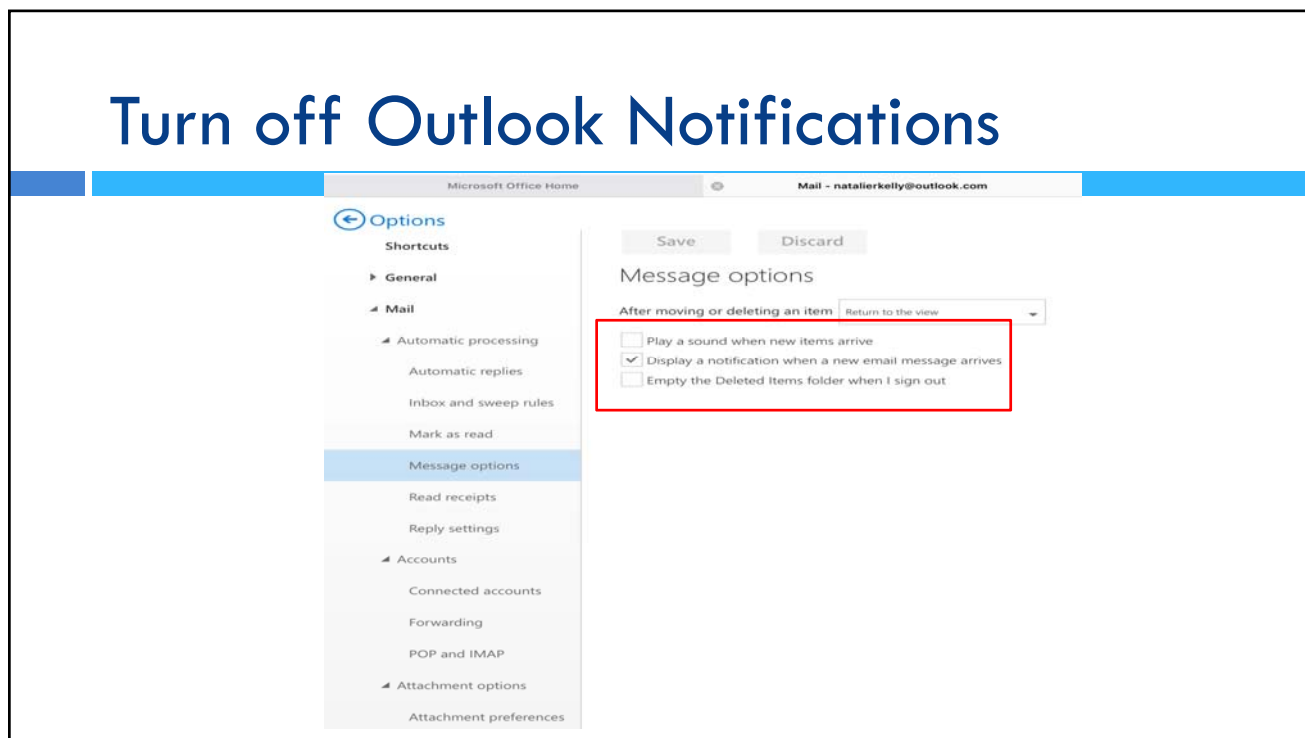 Turn off Outlook Notifications
Microsoft Office Home
Mail - natalierkelly@outlook.com
Options
Shortcuts
General
Mail
Automatic processing
Automatic replies
Inbox and sweep rules
Mark as read
Message options
Read receipts
Reply settings
Accounts
Connected accounts
Forwarding
POP and IMAP
Attachment options
Attachment preferences
Save Discard
Message options
After moving or deleting an item Return to the view
Play a sound when new items arrive
Display a notification when a new email message arrives
Empty the Deleted Items folder when I sign out